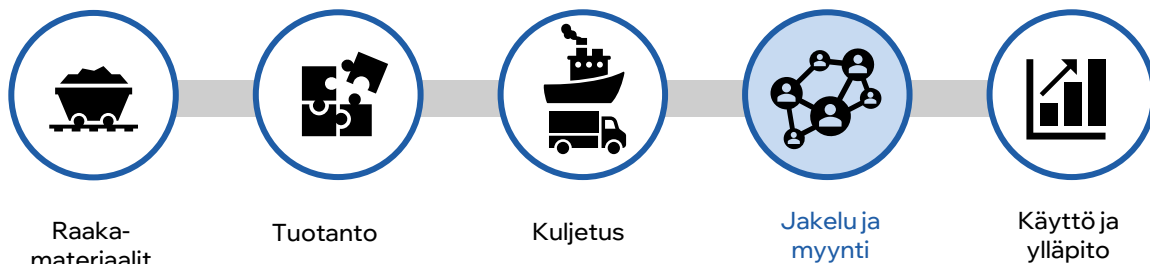 Raaka-
materiaalit
Tuotanto
Kuljetus
Jakelu ja
myynti
Käyttö ja
ylläpito